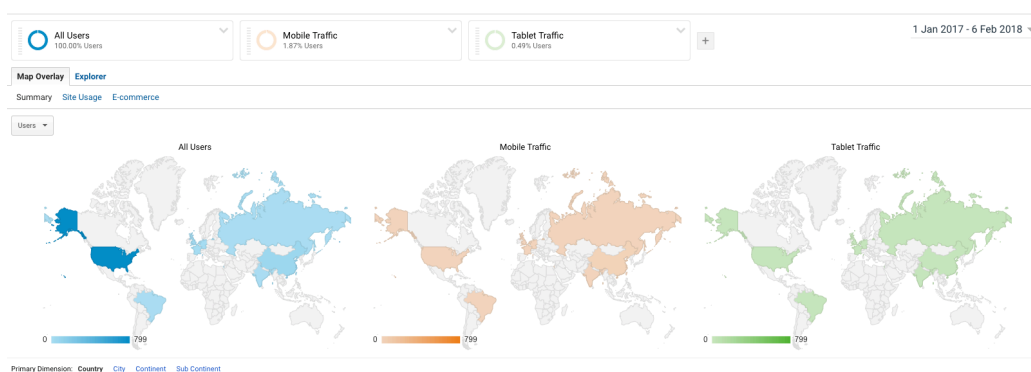 All Users
100.00% Users
Mobile Traffic
1.87% Users
Tablet Traffic
0.49% Users
+
1 Jan 2017 - 6 Feb 2018
Map Overlay Explorer
Summary Site Usage E-commerce
Users
All Users Mobile Traffic Tablet Traffic
0 799 0 799 0 799
Primary Dimension: Country City Continent Sub Continent